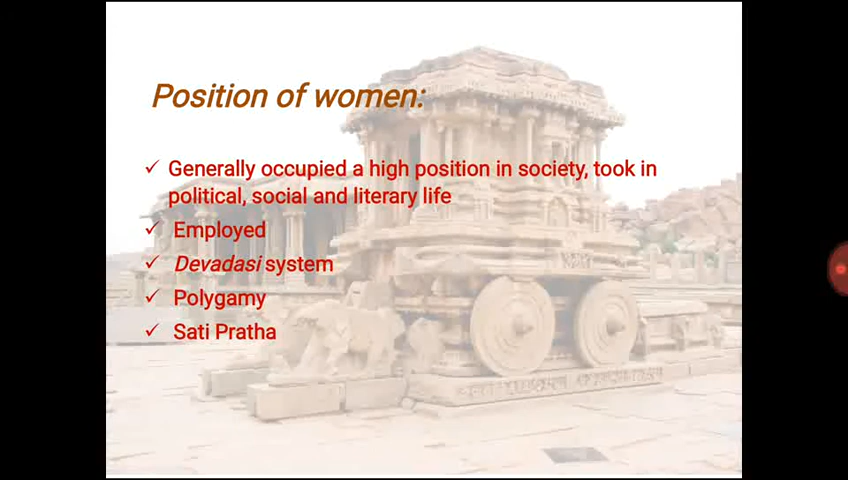 Position of women:
Generally occupied a high position in society, took in
political, social and literary life
Employed
Devadasi system
Polygamy
Sati Pratha